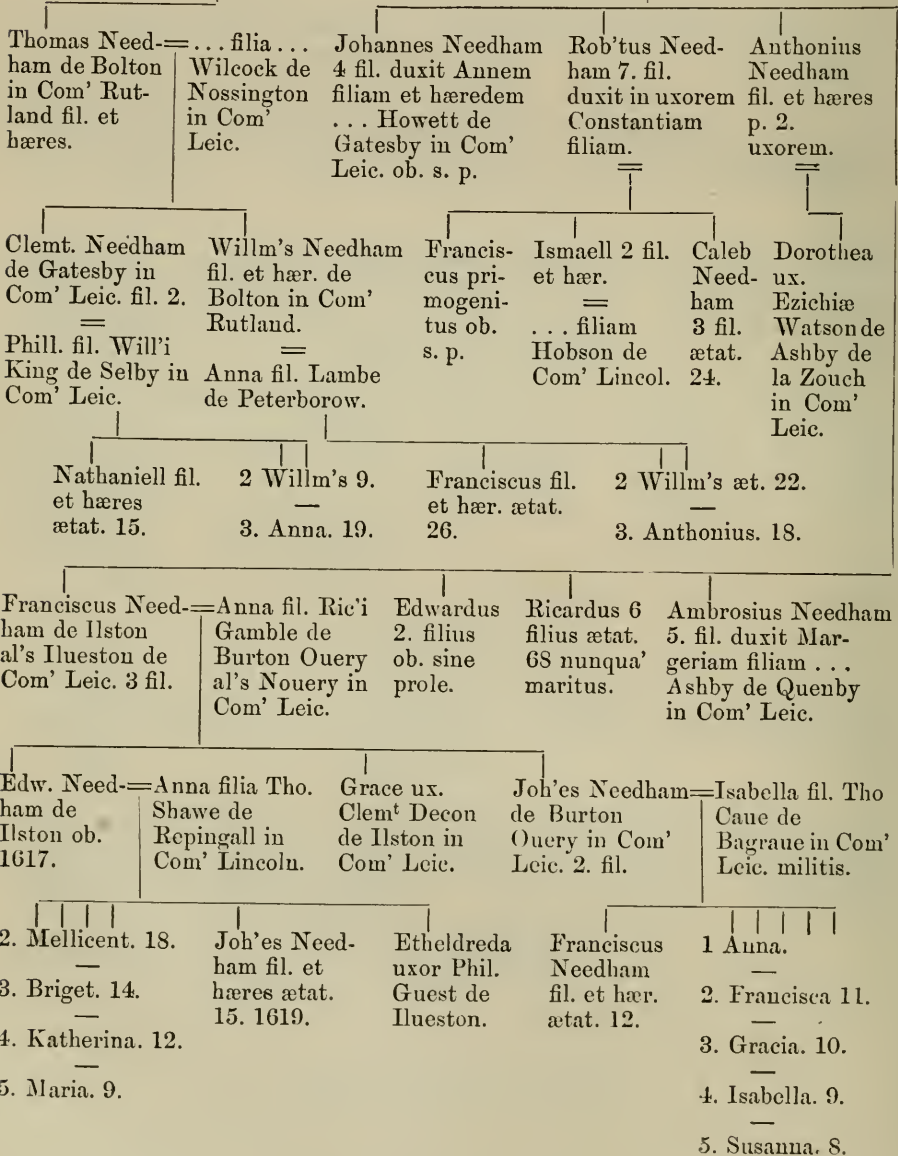 Thomas Need-=... filia ...
ham de Bolton
in Com' Rut-
land fil. et
hæres.
Wilcock de
Nossington
in Com'
Leic.
Johannes Needham
4 fil. duxit Annem
filiam et hæredem
... Howett de
Gatesby in Com'
Leic. ob. s. p.
Rob'tus Need-
ham 7. fil.
duxit in uxorem
Constantiam
filiam.
=
Anthonius
Needham
fil. et hæres
p. 2.
uxorem.
=
Clemt. Needham
de Gatesby in
Com' Leic. fil. 2.
=
Phill. fil. Will'i
King de Selby in
Com' Leic.
Willm's Needham
fil. et hær. de
Bolton in Com'
Rutland.
=
Anna fil. Lambe
de Peterborow.
Francis-
cus pri-
mogeni-
tus ob.
s. p.
Ismaell 2 fil.
et hær.
=
... filiam
Hobson de
Com' Lincol.
Caleb
Need-
ham
3 fil.
ætat.
24.
Dorothea
ux.
Ezichiæ
Watson de
Ashby de
la Zouch
in Com'
Leic.
Nathaniell fil.
et hæres
ætat. 15.
2 Willm's 9.
—
3. Anna. 19.
Franciscus fil.
et hær. ætat.
26.
2 Willm's æt. 22.
—
3. Anthonius. 18.
Franciscus Need-=Anna fil. Ric'i
ham de Ilston
al's Ilueston de
Com' Leic. 3 fil.
Gamble de
Burton Ouery
al's Nouery in
Com' Leic.
Edwardus
2. filius
ob. sine
prole.
Ricardus 6
filius ætat.
68 nunqua'
maritus.
Ambrosius Needham
5. fil. duxit Mar-
geriam filiam ...
Ashby de Quenby
in Com' Leic.
Edw. Need-=Anna filia Tho.
ham de
Ilston ob.
1617.
Shawe de
Repingall in
Com' Lincoln.
Grace ux.
Clemt Decon
de Ilston in
Com' Leic.
Joh'es Needham=Isabella fil. Tho
de Burton
Ouery in Com'
Leic. 2. fil.
Caue de
Bagraue in Com'
Leic. militis.
2. Mellicent. 18.
—
3. Briget. 14.
—
4. Katherina. 12.
—
5. Maria. 9.
Joh'es Need-
ham fil. et
hæres ætat.
15. 1619.
Etheldreda
uxor Phil.
Guest de
Ilueston.
Franciscus
Needham
fil. et hær.
ætat. 12.
1 Anna.
—
2. Francisca 11.
—
3. Gracia. 10.
—
4. Isabella. 9.
—
5. Susanna. 8.